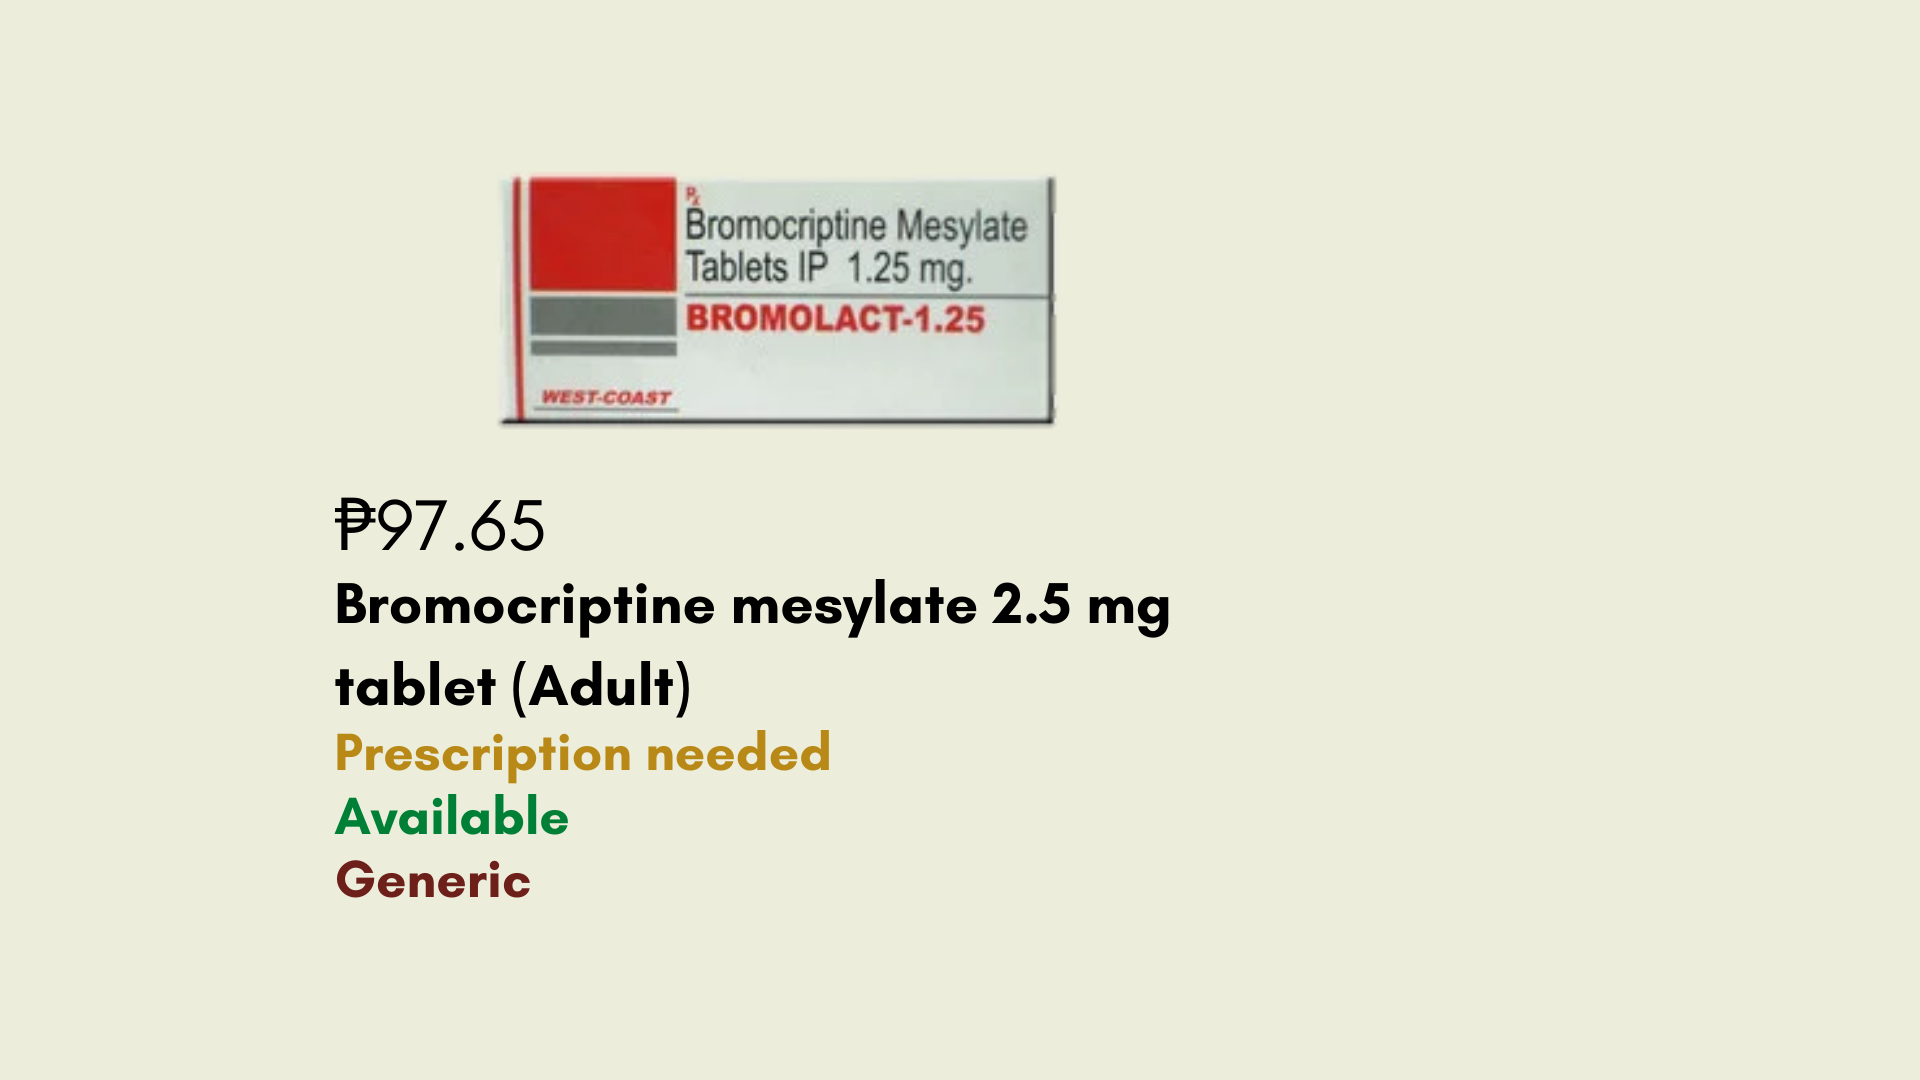 Rx
Bromocriptine Mesylate
Tablets IP 1.25 mg.
BROMOLACT-1.25
WEST-COAST
₱97.65
Bromocriptine mesylate 2.5 mg
tablet (Adult)
Prescription needed
Available
Generic